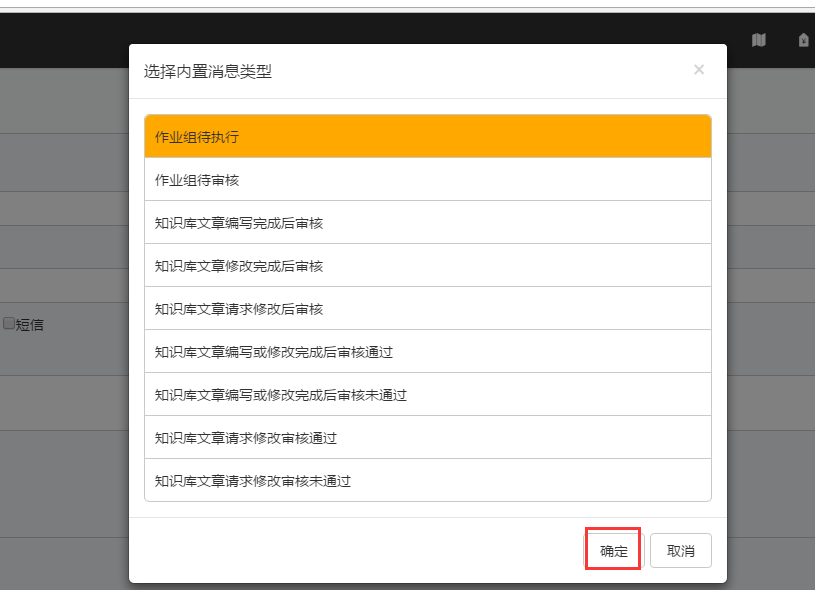 选择内置消息类型
×
作业组待执行
作业组待审核
知识库文章编写完成后审核
知识库文章修改完成后审核
知识库文章请求修改后审核
短信
知识库文章编写或修改完成后审核通过
知识库文章编写或修改完成后审核未通过
知识库文章请求修改审核通过
知识库文章请求修改审核未通过
确定
取消